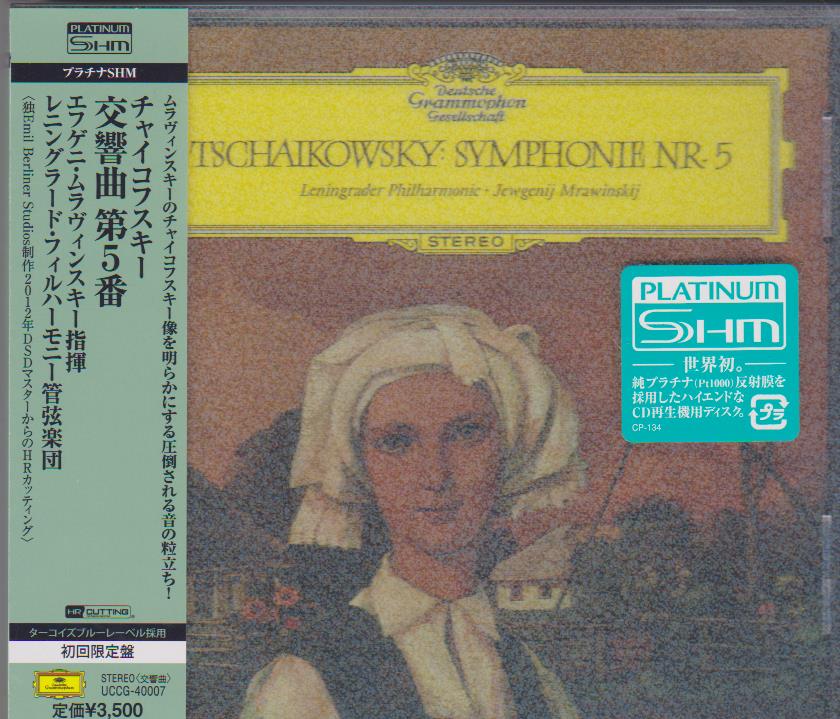 PLATINUM
SHM
プラチナSHM
ムラヴィンスキーのチャイコフスキー像を明らかにする圧倒される音の粒立ち!
チャイコフスキー
交響曲 第5番
エフゲニ・ムラヴィンスキー指揮
レニングラード・フィルハーモニー管弦楽団
〈独Emil Berliner Studios制作2012年DSDマスターからのHRカッティング〉
HR CUTTING
ターコイズブルーレーベル採用
初回限定盤
Deutsche
Grammophon
STEREO〈交響曲〉
UCCG-40007
定価¥3,500
Deutsche
Grammophon
Gesellschaft
TSCHAIKOWSKY: SYMPHONIE NR. 5
Leningrader Philharmonie · Jewgenij Mrawinskij
STEREO
PLATINUM
SHM
世界初。
純プラチナ(Pt1000)反射膜を
採用したハイエンドな
CD再生機用ディスク。
CP-134
プラ